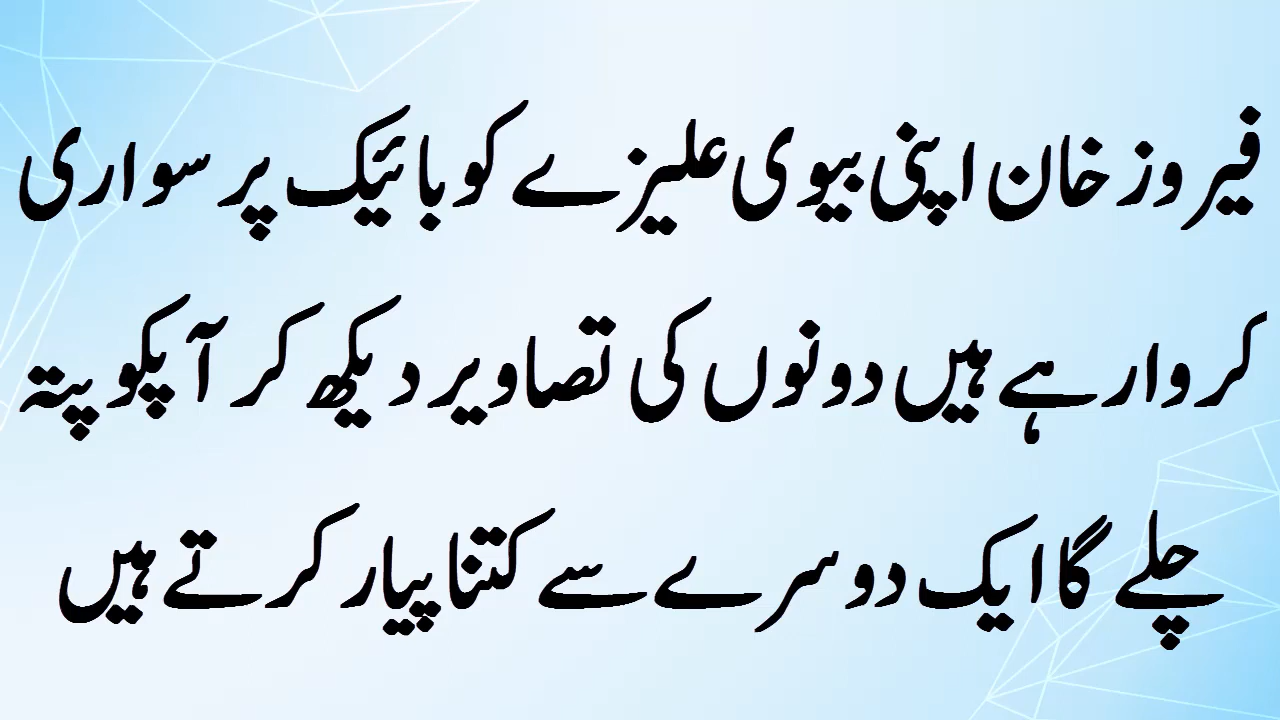 فیروز خان اپنی بیوی علیزے کو بائیک پر سواری
کروا رہے ہیں دونوں کی تصاویر دیکھ کر آپکو پتہ
چلے گا ایک دوسرے سے کتنا پیار کرتے ہیں